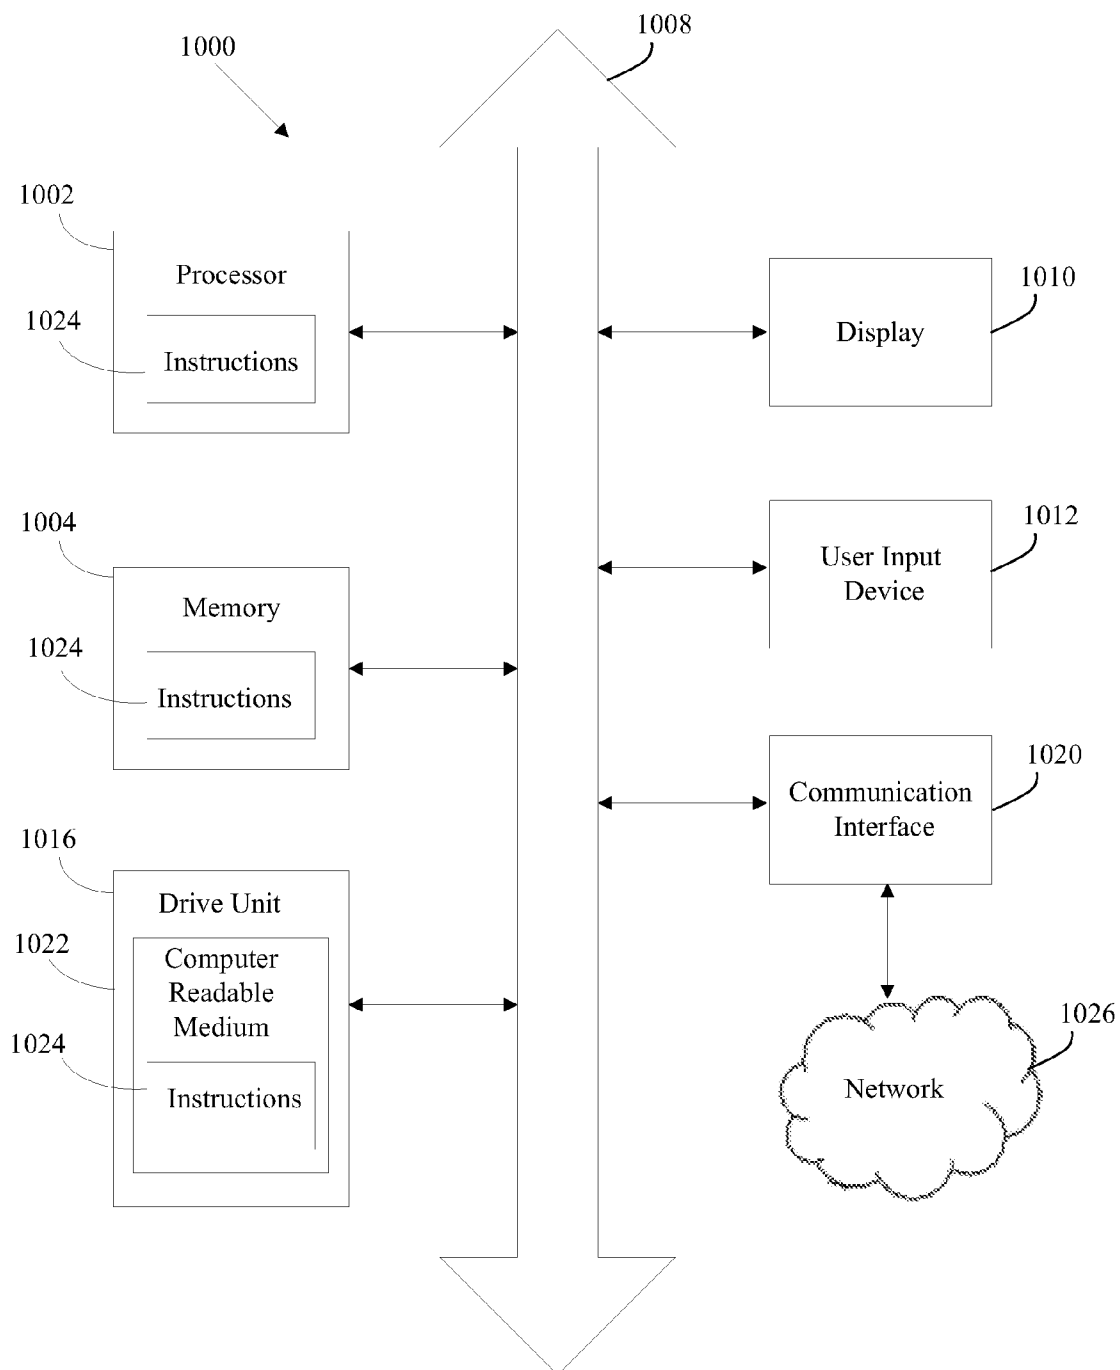 1000
1008
1002
Processor
1024
Instructions
1010
Display
1004
Memory
1024
Instructions
1012
User Input
Device
1020
Communication
Interface
1016
Drive Unit
1022
Computer
Readable
Medium
1024
Instructions
1026
Network